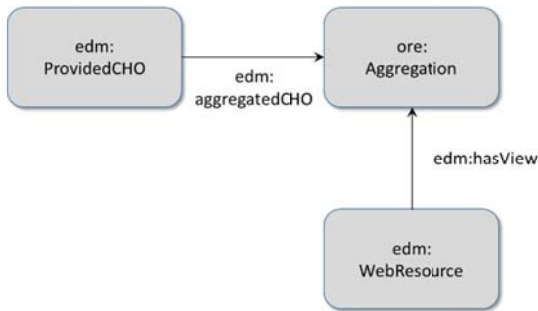 edm:
ProvidedCHO
edm:
aggregatedCHO
ore:
Aggregation
edm:hasView
edm:
WebResource